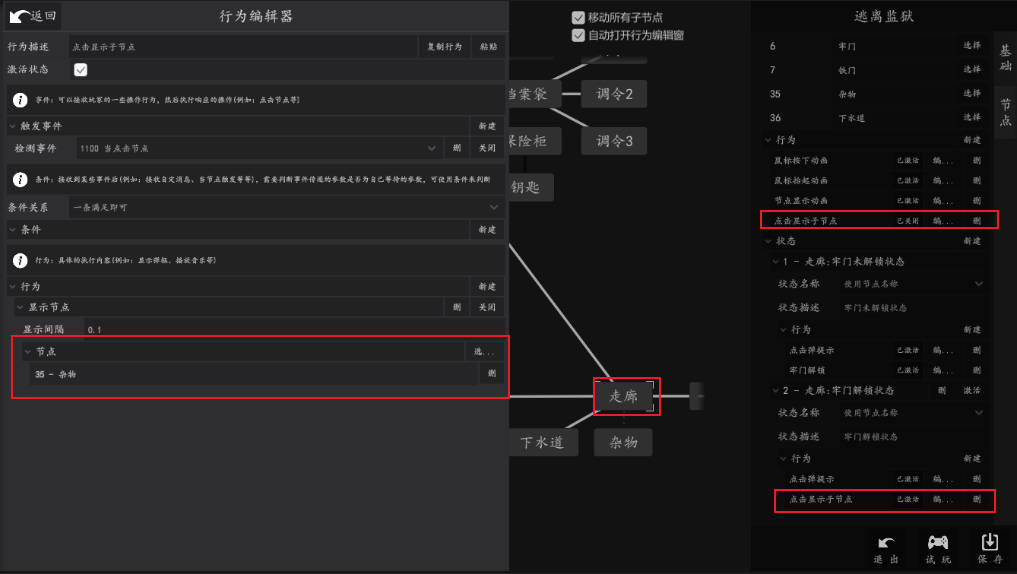 返回
行为编辑器
行为描述 点击显示子节点 复制行为 粘贴
激活状态
事件: 可以接收玩家的一些操作行为, 然后执行响应的操作(例如: 点击节点等)
触发事件 新建
检测事件 1100 当点击节点 删 关闭
条件: 接收到某些事件后(例如: 接收自定消息、当节点触发等等), 需要判断事件传递的参数是否为自己等待的参数, 可使用条件来判断
条件关系 一条满足即可
条件 新建
行为: 具体的执行内容(例如: 显示弹框、播放音乐等)
行为 新建
显示节点 删 关闭
显示间隔 0.1
节点 选...
35 - 杂物 删
移动所有子节点
自动打开行为编辑窗
档案袋 调令2
保险柜 调令3
钥匙
走廊
下水道 杂物
逃离监狱
6 牢门 选择
7 铁门 选择
35 杂物 选择
36 下水道 选择
行为 新建
鼠标按下动画 已激活 编... 删
鼠标抬起动画 已激活 编... 删
节点显示动画 已激活 编... 删
点击显示子节点 已关闭 编... 删
状态 新建
1 - 走廊:牢门未解锁状态
状态名称 使用节点名称
状态描述 牢门未解锁状态
行为 新建
点击弹提示 已激活 编... 删
牢门解锁 已激活 编... 删
2 - 走廊:牢门解锁状态 删 激活
状态名称 使用节点名称
状态描述 牢门解锁状态
行为 新建
点击弹提示 已激活 编... 删
点击显示子节点 已激活 编... 删
退出 试玩 保存
基础
节点